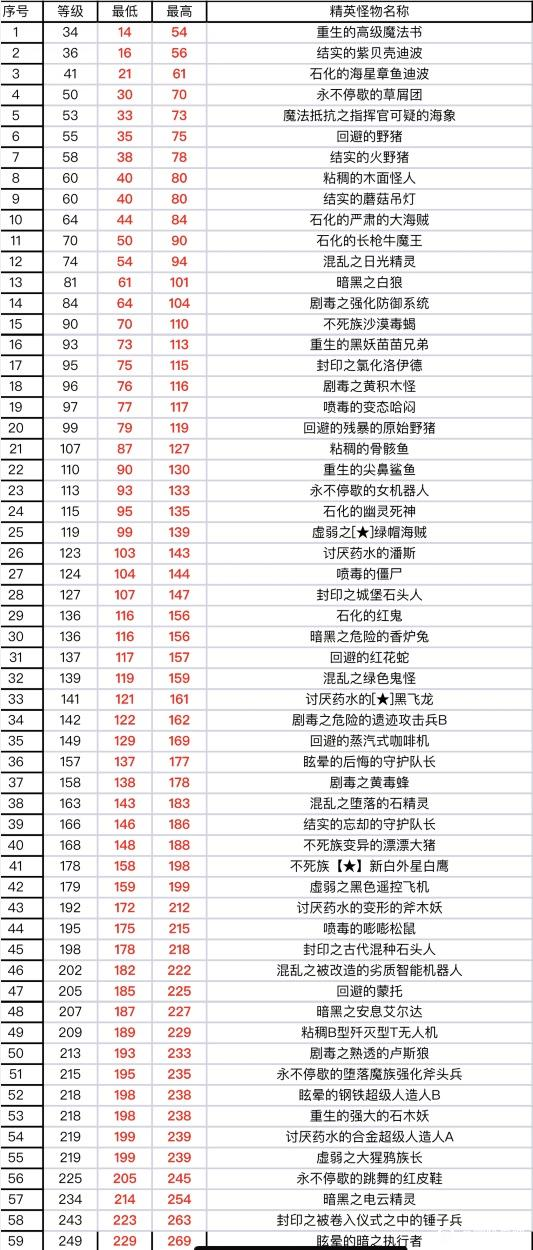 序号 等级 最低 最高 精英怪物名称
1 34 14 54 重生的高级魔法书
2 36 16 56 结实的紫贝壳迪波
3 41 21 61 石化的海星章鱼迪波
4 50 30 70 永不停歇的草屑团
5 53 33 73 魔法抵抗之指挥官可疑的海象
6 55 35 75 回避的野猪
7 58 38 78 结实的火野猪
8 60 40 80 粘稠的木面怪人
9 60 40 80 结实的蘑菇吊灯
10 64 44 84 石化的严肃的大海贼
11 70 50 90 石化的长枪牛魔王
12 74 54 94 混乱之日光精灵
13 81 61 101 暗黑之白狼
14 84 64 104 剧毒之强化防御系统
15 90 70 110 不死族沙漠毒蝎
16 93 73 113 重生的黑妖苗苗兄弟
17 95 75 115 封印之氯化洛伊德
18 96 76 116 剧毒之黄积木怪
19 97 77 117 喷毒的变态哈闷
20 99 79 119 回避的残暴的原始野猪
21 107 87 127 粘稠的骨骸鱼
22 110 90 130 重生的尖鼻鲨鱼
23 113 93 133 永不停歇的女机器人
24 115 95 135 石化的幽灵死神
25 119 99 139 虚弱之[★]绿帽海贼
26 123 103 143 讨厌药水的潘斯
27 124 104 144 喷毒的僵尸
28 127 107 147 封印之城堡石头人
29 136 116 156 石化的红鬼
30 136 116 156 暗黑之危险的香炉兔
31 137 117 157 回避的红花蛇
32 139 119 159 混乱之绿色鬼怪
33 141 121 161 讨厌药水的[★]黑飞龙
34 142 122 162 剧毒之危险的遗迹攻击兵B
35 149 129 169 回避的蒸汽式咖啡机
36 157 137 177 眩晕的后悔的守护队长
37 158 138 178 剧毒之黄毒蜂
38 163 143 183 混乱之堕落的石精灵
39 166 146 186 结实的忘却的守护队长
40 168 148 188 不死族变异的漂漂大猪
41 178 158 198 不死族【★】新白外星白鹰
42 179 159 199 虚弱之黑色遥控飞机
43 192 172 212 讨厌药水的变形的斧木妖
44 195 175 215 喷毒的嘭嘭松鼠
45 198 178 218 封印之古代混种石头人
46 202 182 222 混乱之被改造的劣质智能机器人
47 205 185 225 回避的蒙托
48 207 187 227 暗黑之安息艾尔达
49 209 189 229 粘稠B型歼灭型T无人机
50 213 193 233 剧毒之熟透的卢斯狼
51 215 195 235 永不停歇的堕落魔族强化斧头兵
52 218 198 238 眩晕的钢铁超级人造人B
53 218 198 238 重生的强大的石木妖
54 219 199 239 讨厌药水的合金超级人造人A
55 219 199 239 虚弱之大猩鸦族长
56 225 205 245 永不停歇的跳舞的红皮鞋
57 234 214 254 暗黑之电云精灵
58 243 223 263 封印之被卷入仪式之中的锤子兵
59 249 229 269 眩晕的暗之执行者